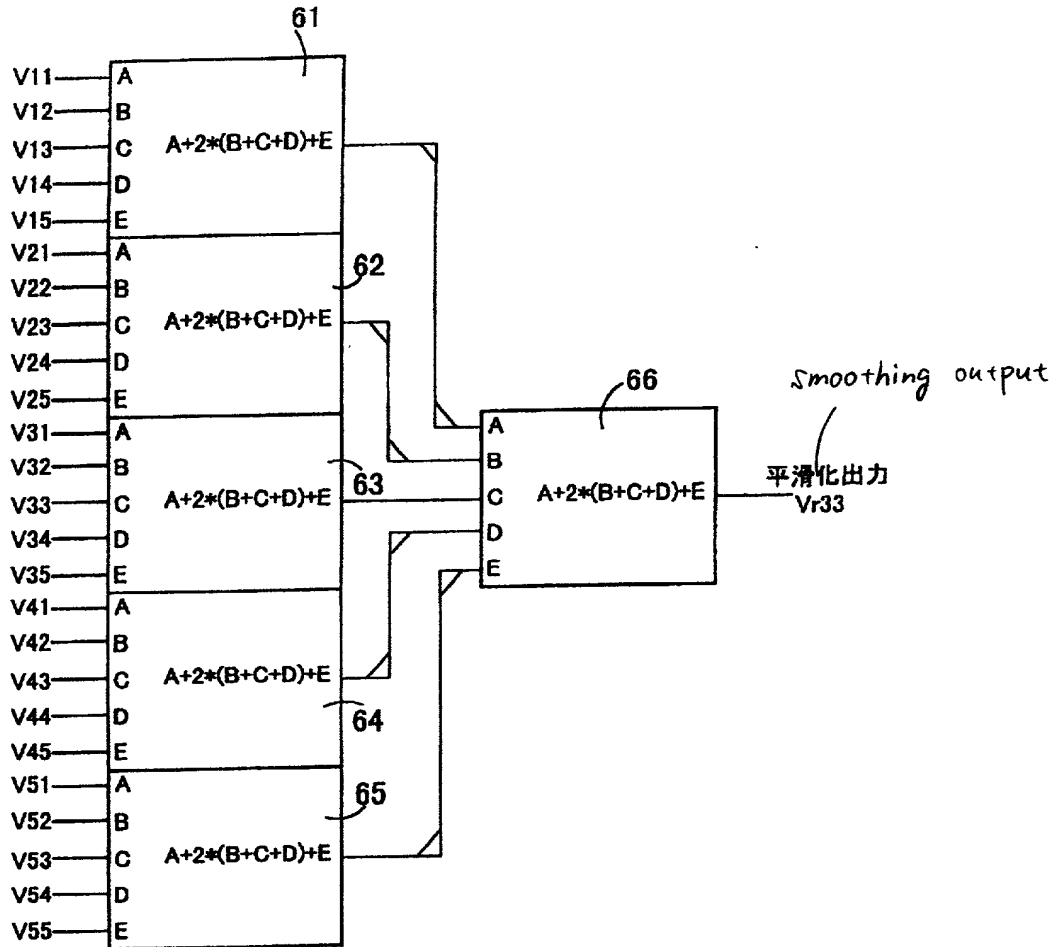 61
V11 A
V12 B
V13 C A+2*(B+C+D)+E
V14 D
V15 E
V21 A
62
V22 B
V23 C A+2*(B+C+D)+E
V24 D
V25 E
V31 A
V32 B
63
V33 C A+2*(B+C+D)+E
V34 D
V35 E
V41 A
V42 B
V43 C A+2*(B+C+D)+E
V44 D
64
V45 E
V51 A
65
V52 B
V53 C A+2*(B+C+D)+E
V54 D
V55 E
66
A
B
C A+2*(B+C+D)+E
D
E
smoothing output
平滑化出力
Vr33